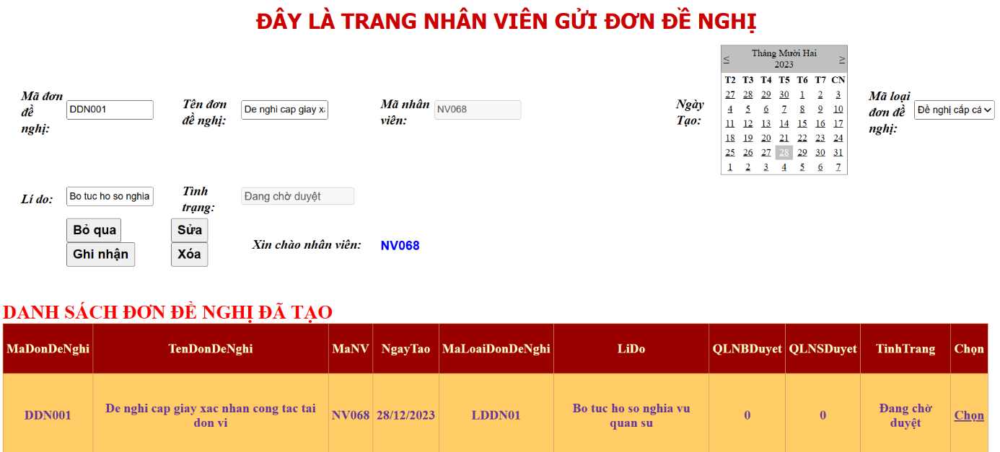 ĐÂY LÀ TRANG NHÂN VIÊN GỬI ĐƠN ĐỀ NGHỊ
Mã đơn
đề
nghị:
DDN001
Tên đơn
đề nghị:
De nghi cap giay xa
Mã nhân
viên:
NV068
Ngày
Tạo:
< Tháng Mười Hai >
2023
T2 T3 T4 T5 T6 T7 CN
27 28 29 30 1 2 3
4 5 6 7 8 9 10
11 12 13 14 15 16 17
18 19 20 21 22 23 24
25 26 27 28 29 30 31
1 2 3 4 5 6 7
Mã loại
đơn đề
nghị:
Đề nghị cấp cá
Lí do:
Bo tuc ho so nghia
Tình
trạng:
Đang chờ duyệt
Bỏ qua
Sửa
Ghi nhận
Xóa
Xin chào nhân viên:
NV068
DANH SÁCH ĐƠN ĐỀ NGHỊ ĐÃ TẠO
MaDonDeNghi TenDonDeNghi MaNV NgayTao MaLoaiDonDeNghi LiDo QLNBDuyet QLNSDuyet TinhTrang Chọn
DDN001
De nghi cap giay xac nhan cong tac tai
don vi
NV068
28/12/2023
LDDN01
Bo tuc ho so nghia vu
quan su
0
0
Đang chờ
duyệt
Chọn